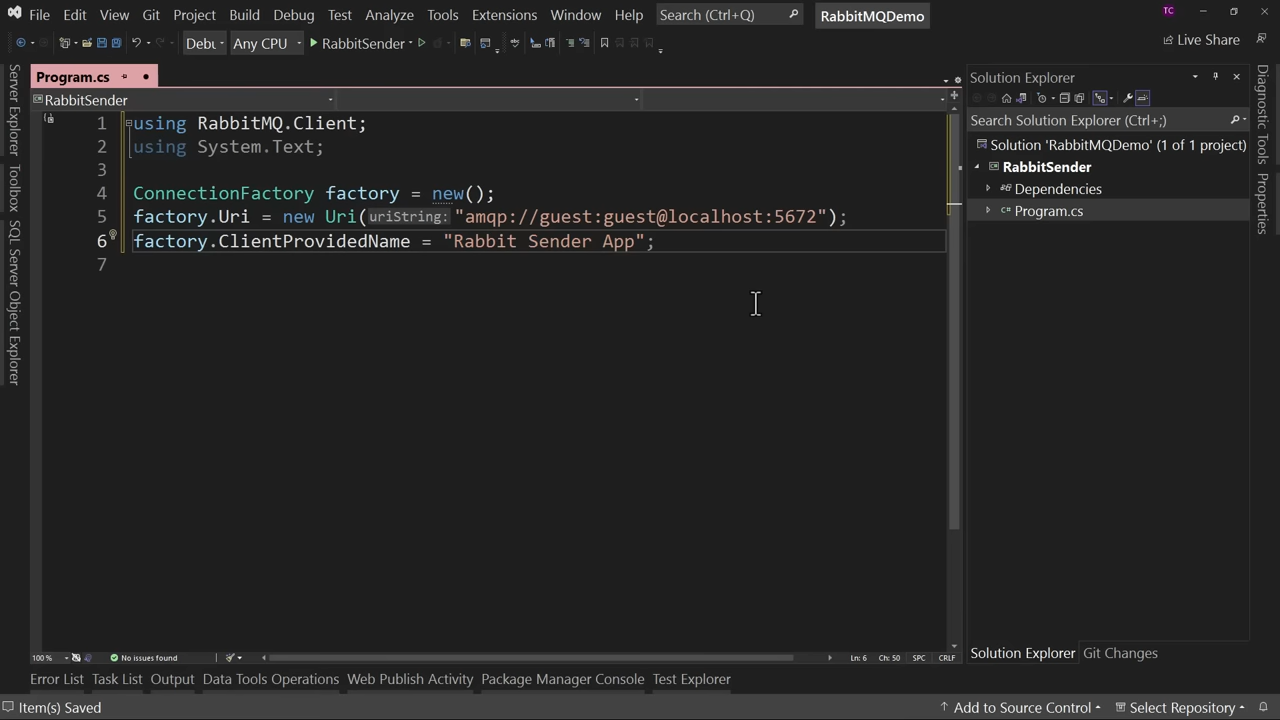 File Edit View Git Project Build Debug Test Analyze Tools Extensions Window Help Search (Ctrl+Q) RabbitMQDemo TC
Debu Any CPU RabbitSender Live Share
Program.cs
RabbitSender
1 using RabbitMQ.Client;
2 using System.Text;
3
4 ConnectionFactory factory = new();
5 factory.Uri = new Uri(uriString: "amqp://guest:guest@localhost:5672");
6 factory.ClientProvidedName = "Rabbit Sender App";
7
Server Explorer
Toolbox
SQL Server Object Explorer
Solution Explorer
Search Solution Explorer (Ctrl+;)
Solution 'RabbitMQDemo' (1 of 1 project)
RabbitSender
Dependencies
Program.cs
Diagnostic Tools
Properties
100 % No issues found Ln: 6 Ch: 50 SPC CRLF
Solution Explorer Git Changes
Error List Task List Output Data Tools Operations Web Publish Activity Package Manager Console Test Explorer
Item(s) Saved Add to Source Control Select Repository